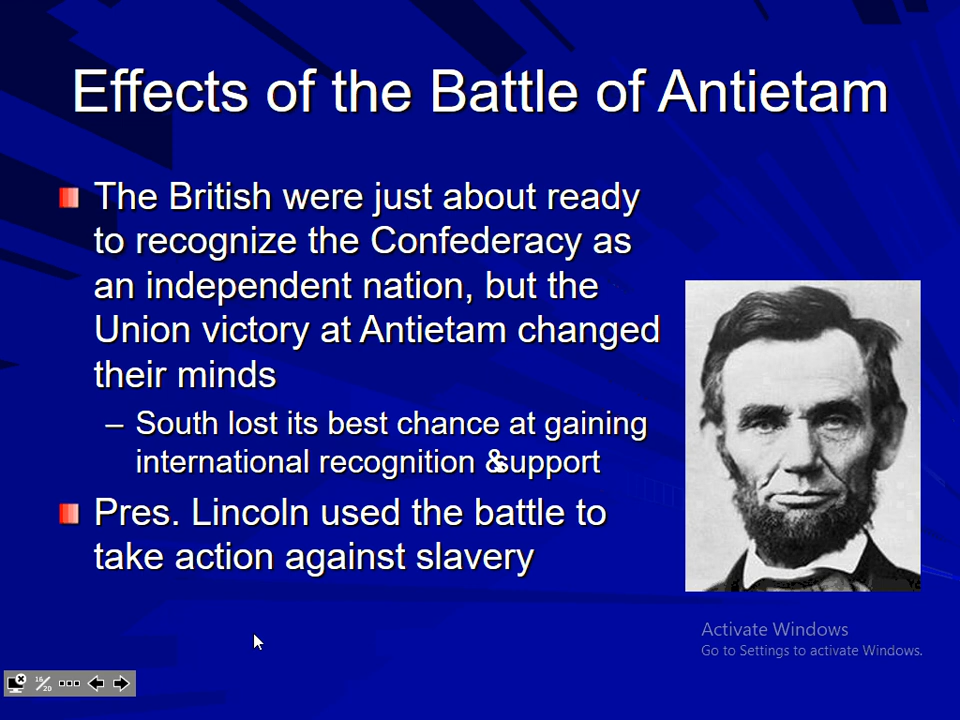 Effects of the Battle of Antietam
The British were just about ready
to recognize the Confederacy as
an independent nation, but the
Union victory at Antietam changed
their minds
– South lost its best chance at gaining
international recognition & support
Pres. Lincoln used the battle to
take action against slavery
Activate Windows
Go to Settings to activate Windows.
16/20